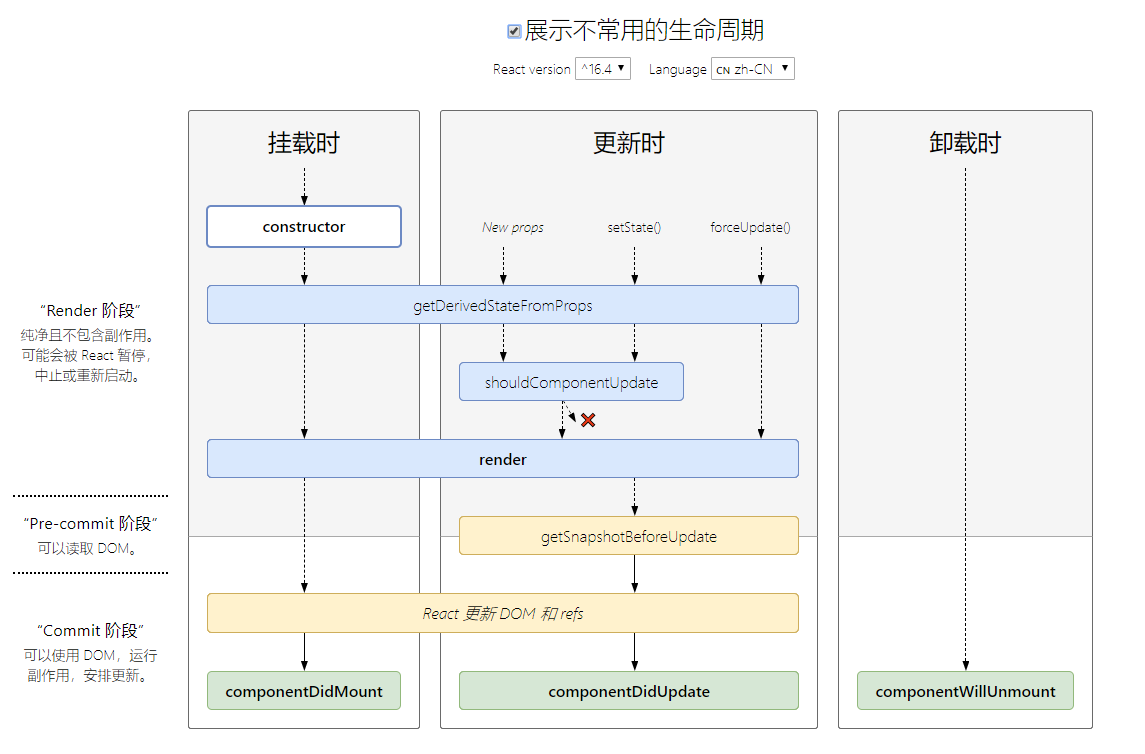 展示不常用的生命周期
React version ^16.4 Language CN zh-CN
挂载时 更新时 卸载时
constructor
New props setState() forceUpdate()
getDerivedStateFromProps
“Render 阶段”
纯净且不包含副作用。
可能会被 React 暂停，
中止或重新启动。
shouldComponentUpdate
render
“Pre-commit 阶段”
可以读取 DOM。
getSnapshotBeforeUpdate
React 更新 DOM 和 refs
“Commit 阶段”
可以使用 DOM，运行
副作用，安排更新。
componentDidMount componentDidUpdate componentWillUnmount